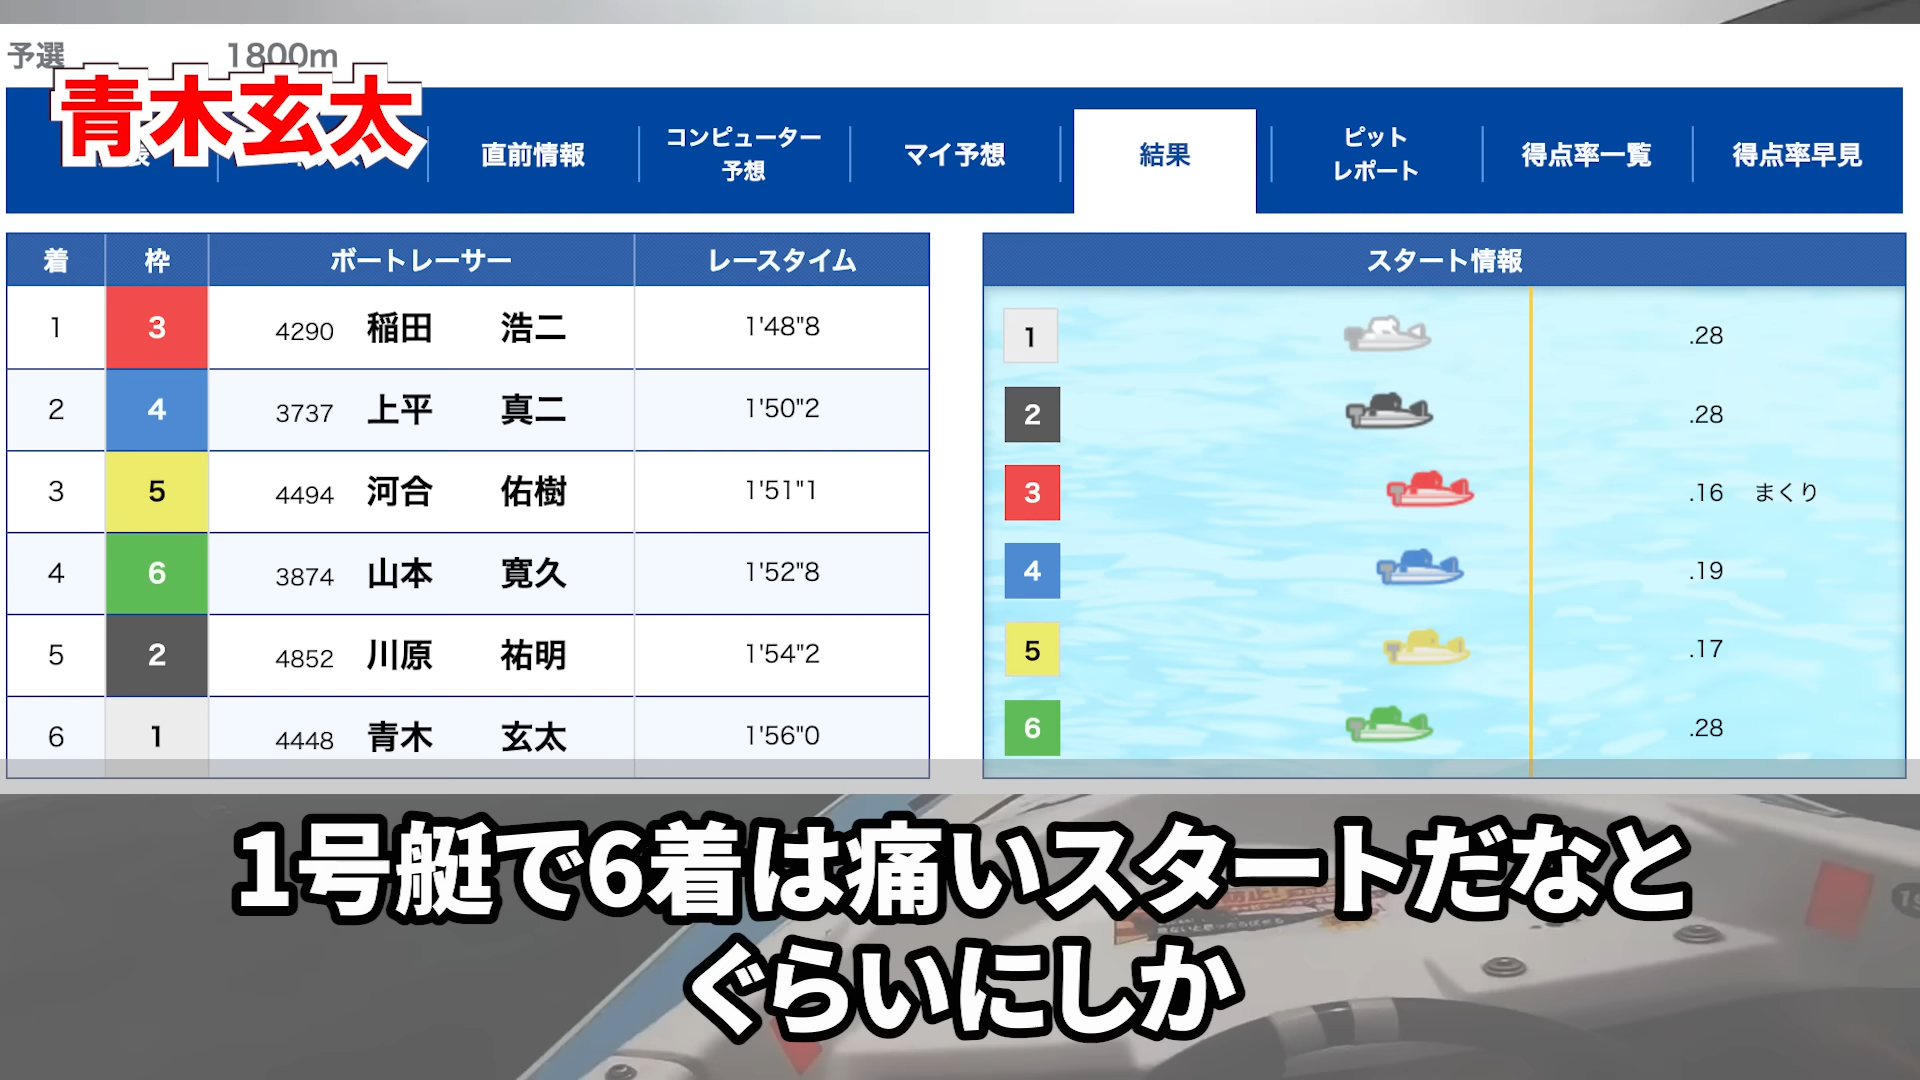 予選 1800m
青木玄太
直前情報
コンピューター
予想
マイ予想
結果
ピット
レポート
得点率一覧
得点率早見
着 枠 ボートレーサー レースタイム
1 3 4290 稲田 浩二 1'48"8
2 4 3737 上平 真二 1'50"2
3 5 4494 河合 佑樹 1'51"1
4 6 3874 山本 寛久 1'52"8
5 2 4852 川原 祐明 1'54"2
6 1 4448 青木 玄太 1'56"0
スタート情報
1 .28
2 .28
3 .16 まくり
4 .19
5 .17
6 .28
1号艇で6着は痛いスタートだなと
ぐらいにしか